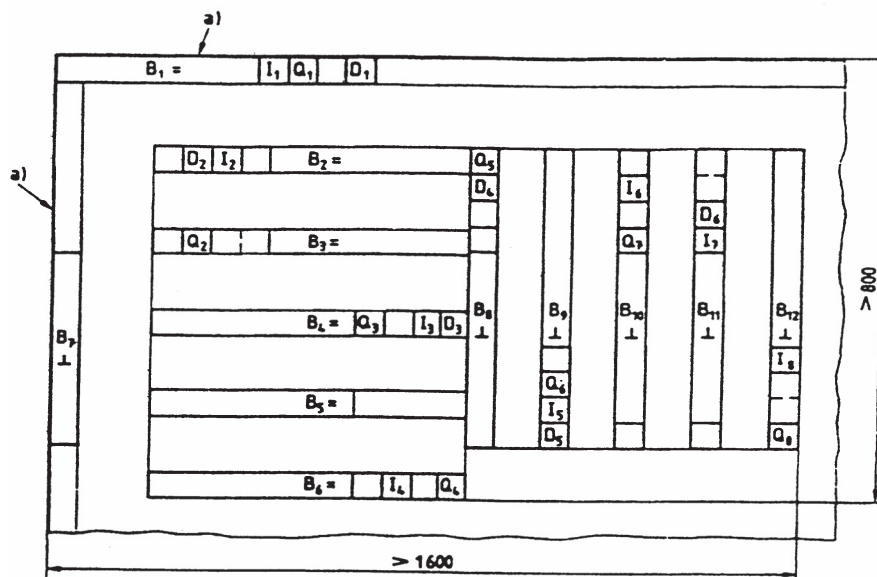 a)
B₁ = I₁ Q₁ D₁
D₂ I₂ B₂ = Q₅
D₄ I₆
a) D₆
Q₂ B₃ = Q₇ I₇
B₄ = Q₃ I₃ D₃ B₈ ⊥ B₉ ⊥ B₁₀ ⊥ B₁₁ ⊥ B₁₂ ⊥ > 800
B₇ ⊥
I₈
B₅ = Q₆
I₅
D₅ Q₈
B₆ = I₄ Q₄
> 1600